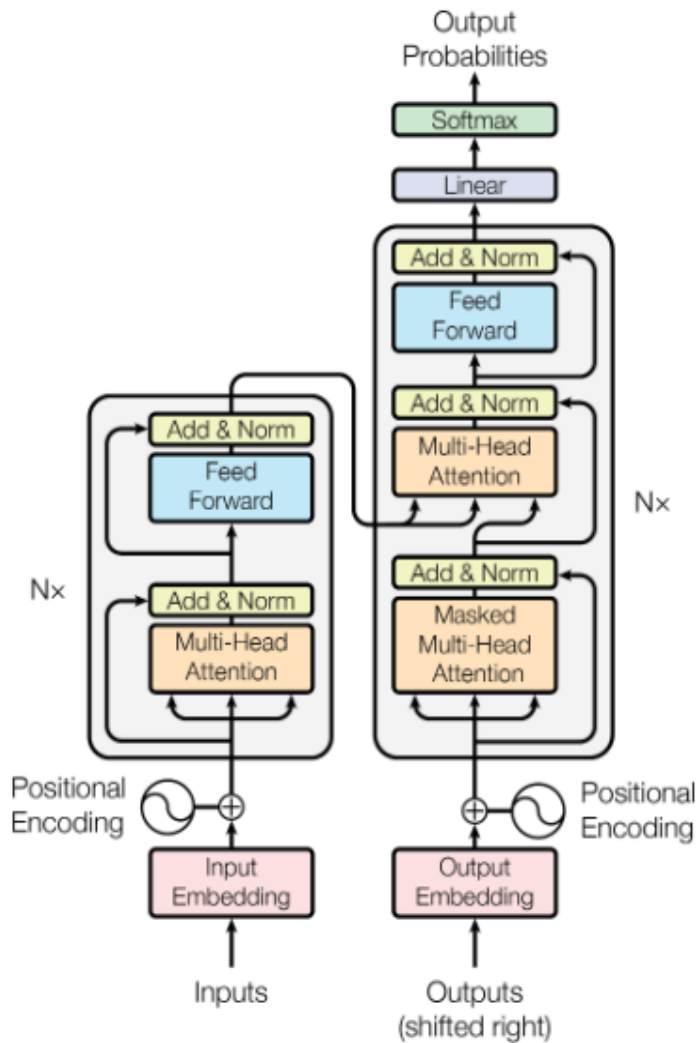 Output
Probabilities
Softmax
Linear
Add & Norm
Feed
Forward
Add & Norm
Multi-Head
Attention
Add & Norm
Masked
Multi-Head
Attention
Nx
Add & Norm
Feed
Forward
Add & Norm
Multi-Head
Attention
Nx
Positional
Encoding
Positional
Encoding
Input
Embedding
Output
Embedding
Inputs
Outputs
(shifted right)